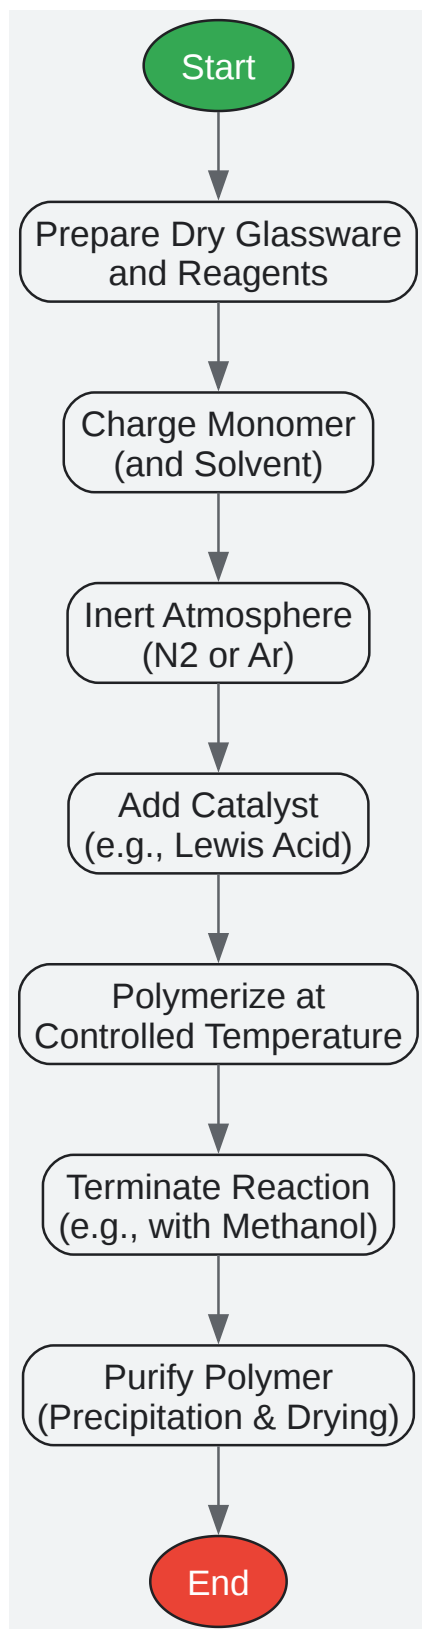 Start
Prepare Dry Glassware
and Reagents
Charge Monomer
(and Solvent)
Inert Atmosphere
(N2 or Ar)
Add Catalyst
(e.g., Lewis Acid)
Polymerize at
Controlled Temperature
Terminate Reaction
(e.g., with Methanol)
Purify Polymer
(Precipitation & Drying)
End